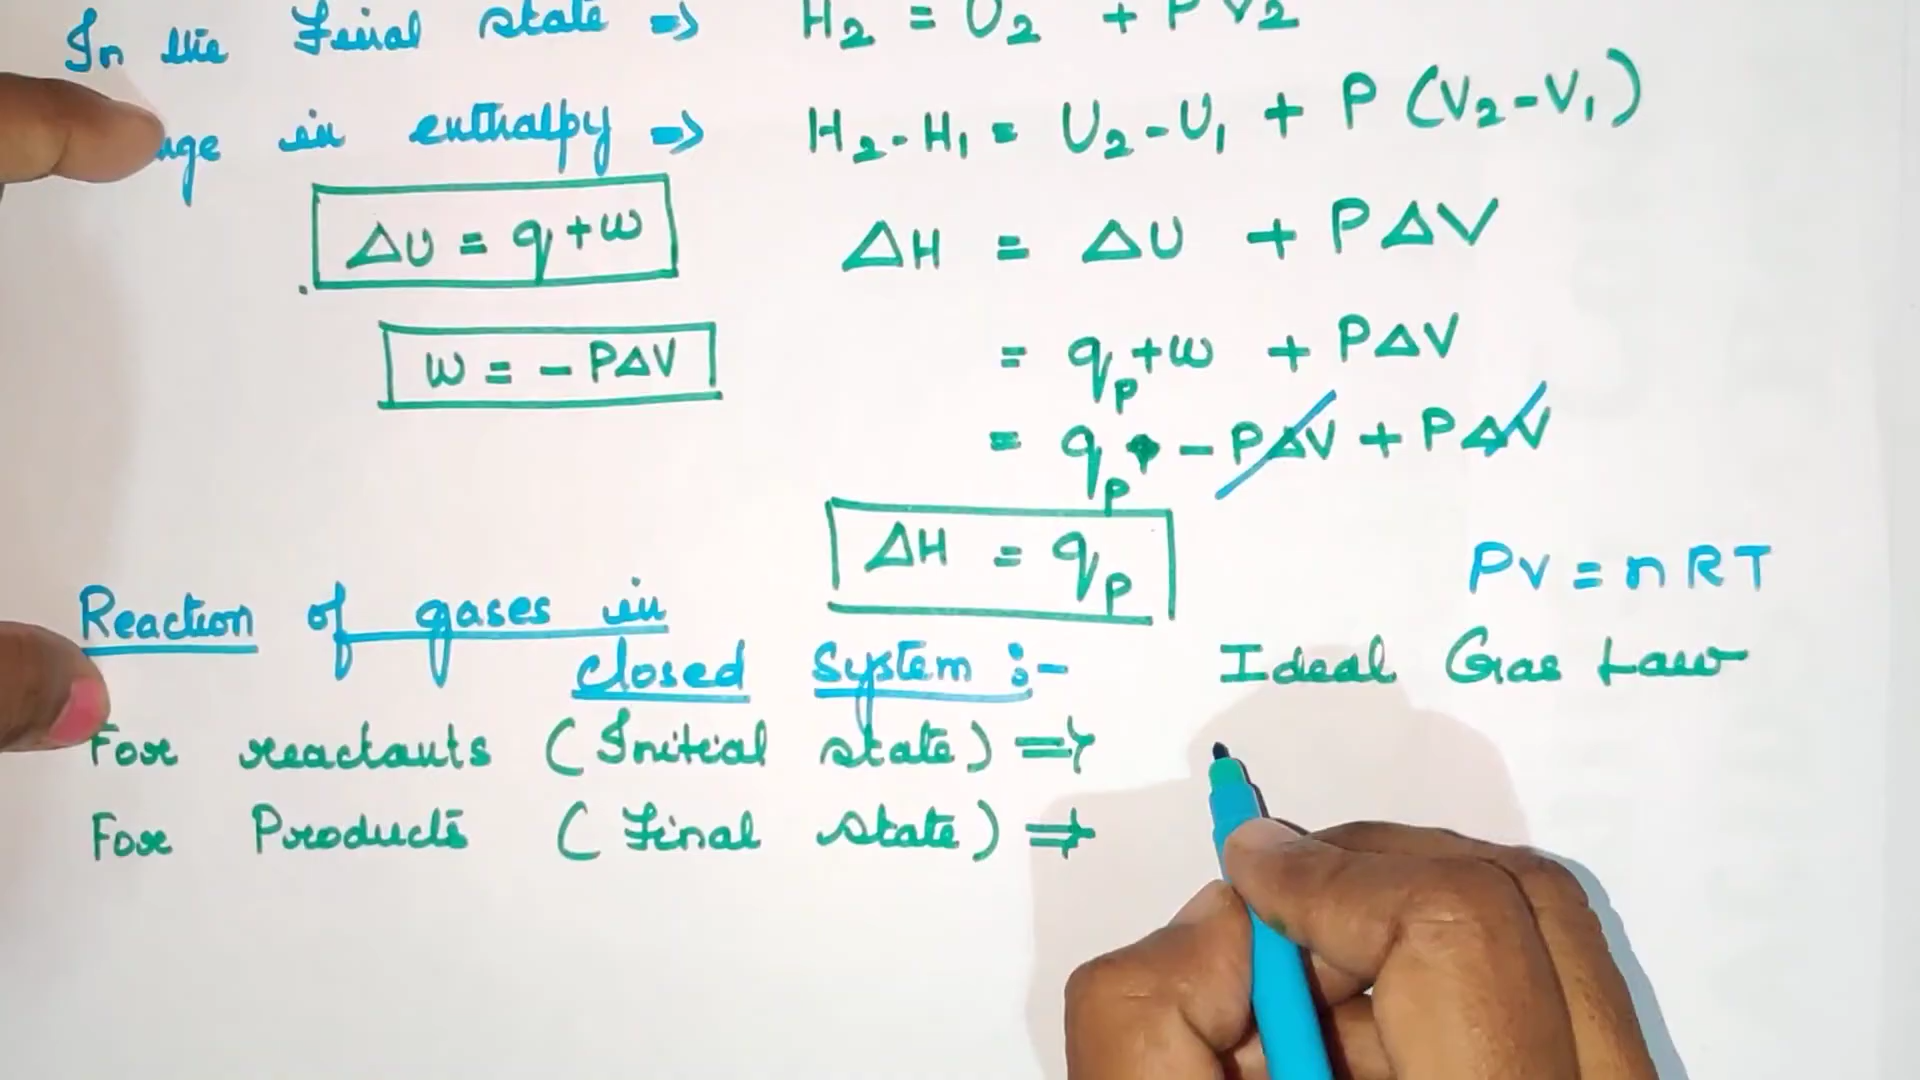 In the Final state => H₂ = U₂ + PV₂
in enthalpy => H₂-H₁ = U₂-U₁ + P(V₂-V₁)
ΔU = q+w
ΔH = ΔU + PΔV
w = -PΔV
= qp+w + PΔV
= qp - PΔV + PΔV
ΔH = qp
PV = nRT
Reaction of gases in
closed system :-
Ideal Gas Law
For reactants (Initial state) =>
For Products (Final state) =>